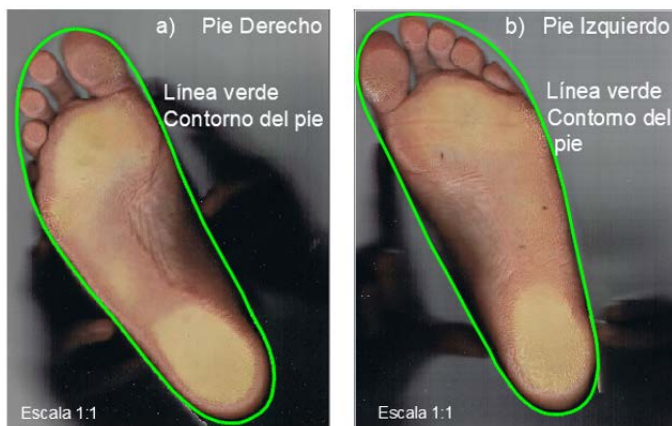 a) Pie Derecho
Línea verde
Contorno del pie
Escala 1:1
b) Pie Izquierdo
Línea verde
Contorno del
pie
Escala 1:1